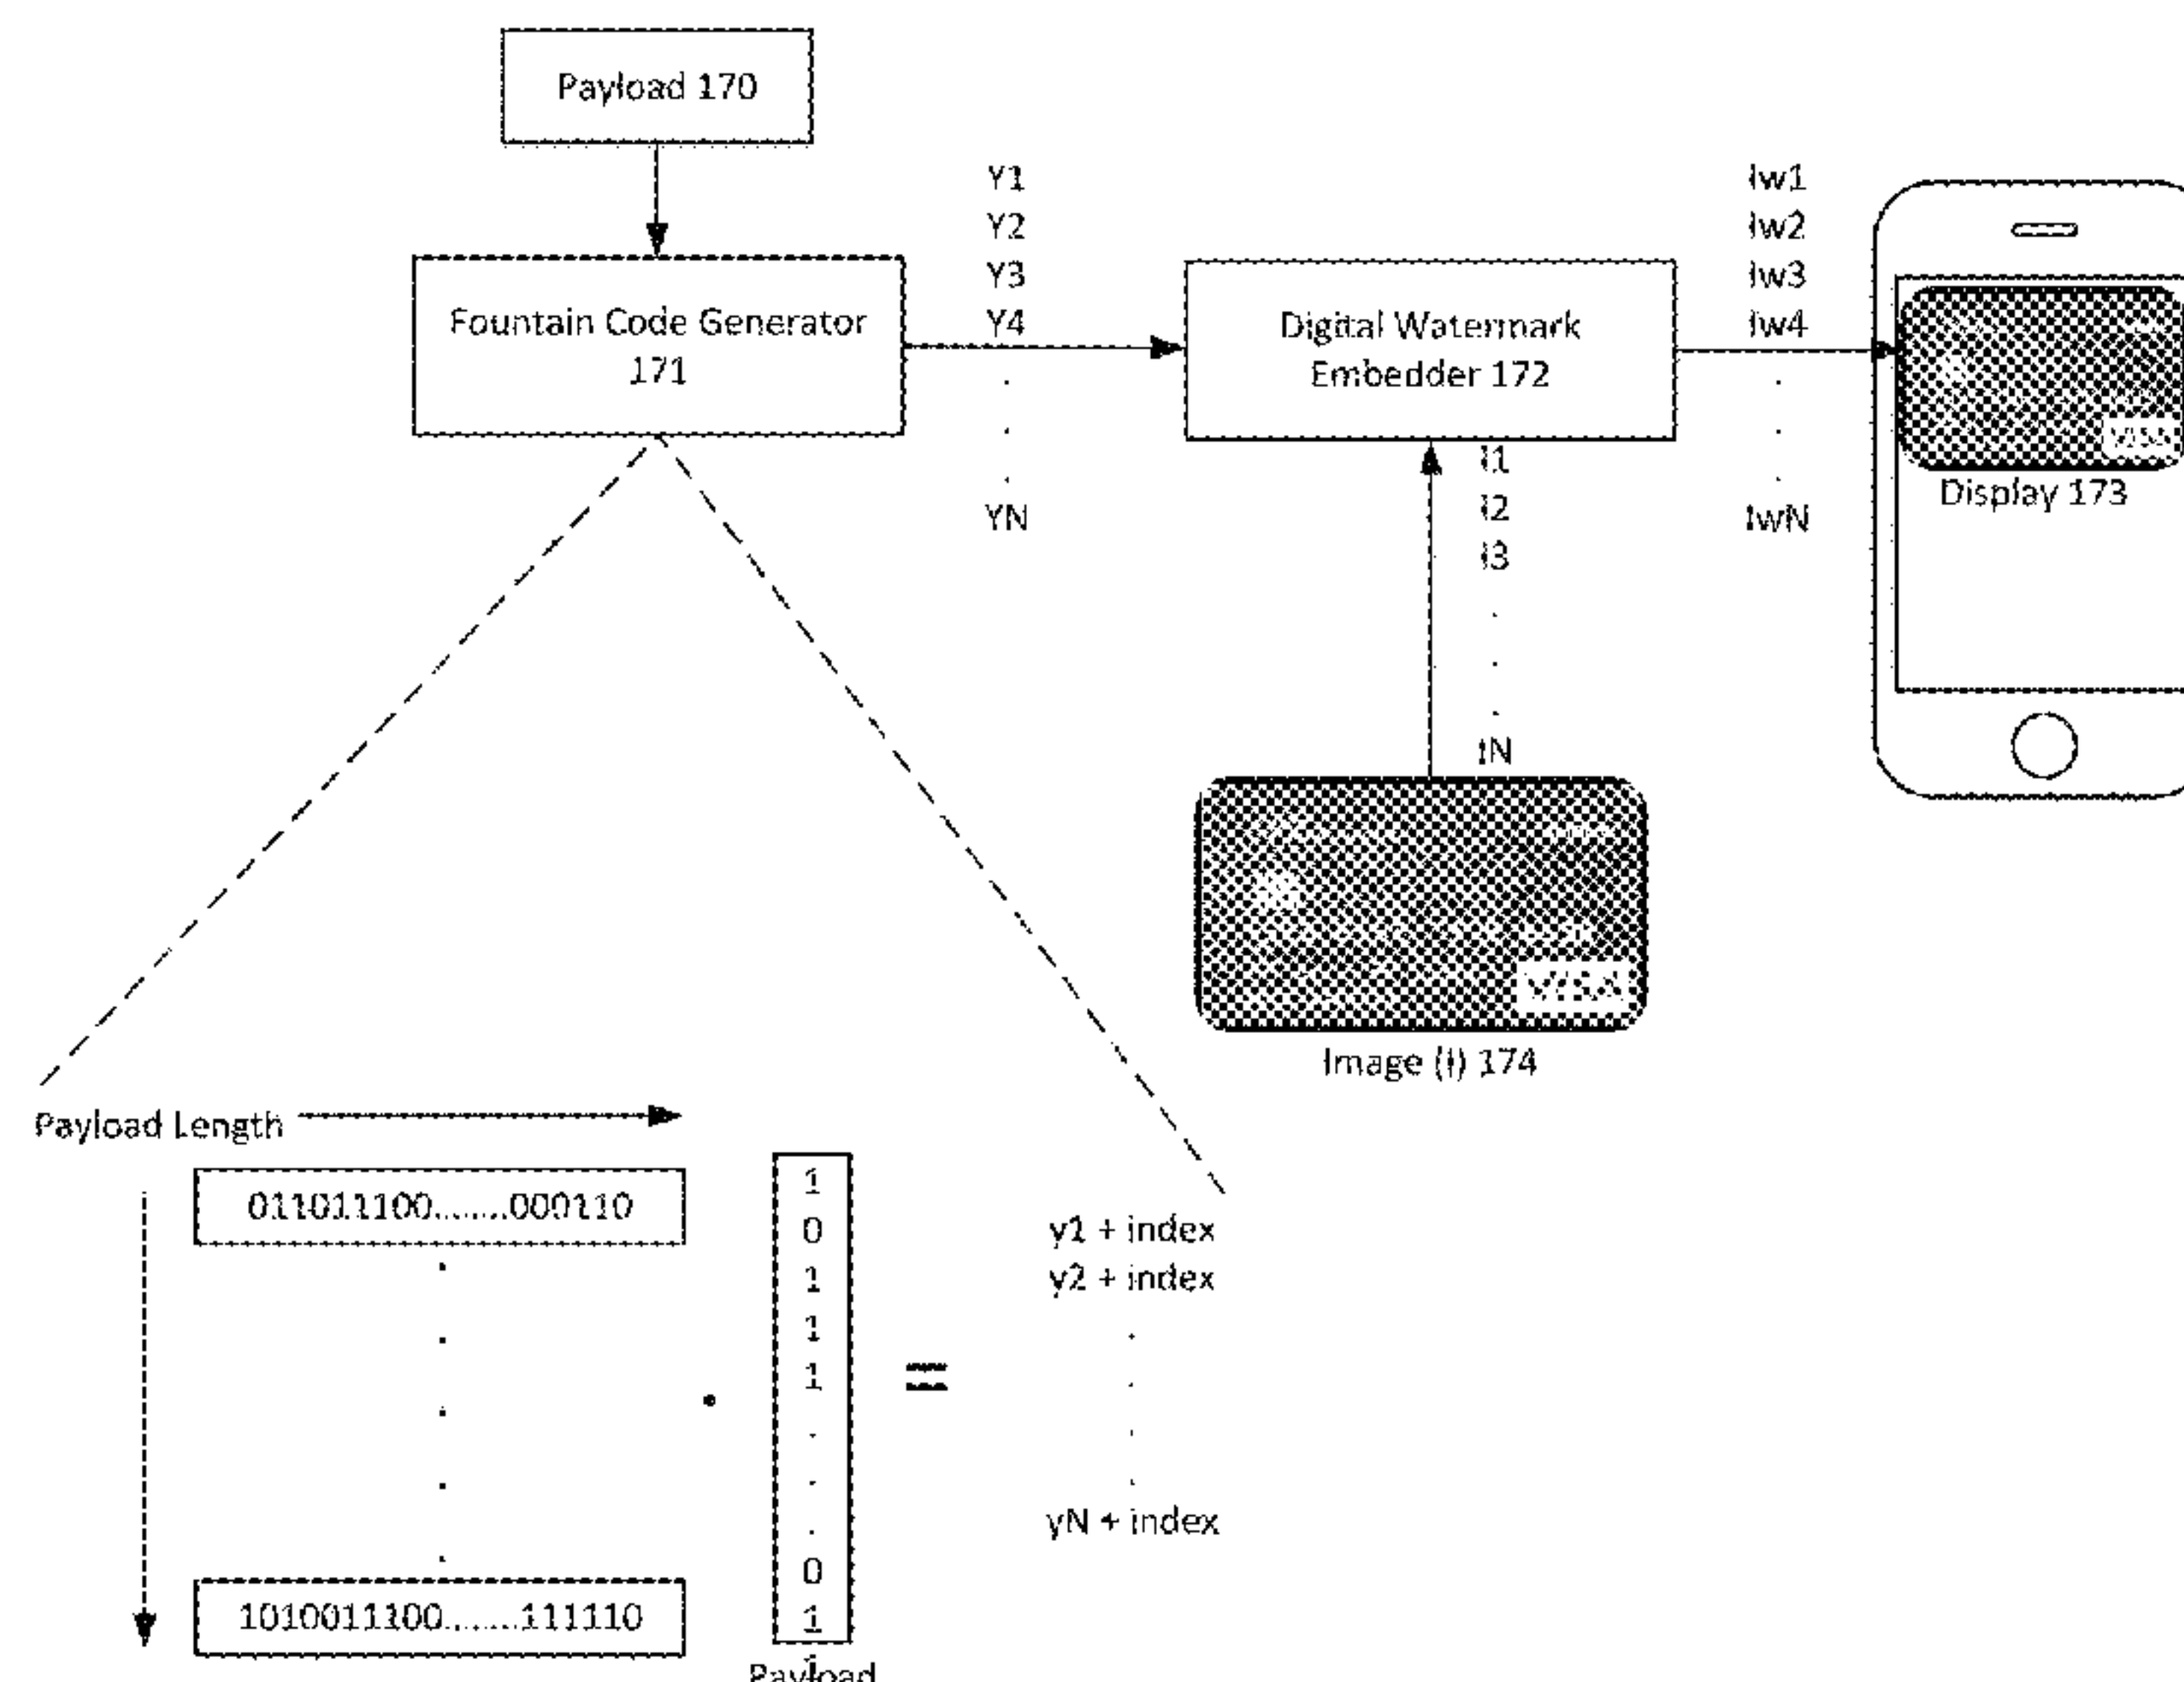 Payload 170
Fountain Code Generator
171
Y1
Y2
Y3
Y4
YN
Digital Watermark
Embedder 172
Iw1
Iw2
Iw3
Iw4
IwN
Display 173
I1
I2
I3
IN
VISA
Image (I) 174
Payload Length
011011100........000110
1010011100........111110
1
0
1
1
1
0
1
Payload
=
y1 + index
y2 + index
yN + index